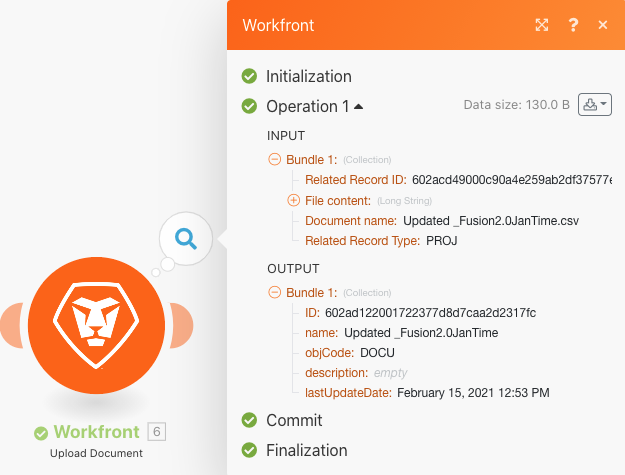 Workfront
?
Initialization
Operation 1
Data size: 130.0 B
INPUT
Bundle 1: (Collection)
Related Record ID: 602acd49000c90a4e259ab2df37577e
File content: (Long String)
Document name: Updated _Fusion2.0JanTime.csv
Related Record Type: PROJ
OUTPUT
Bundle 1: (Collection)
ID: 602ad122001722377d8d7caa2d2317fc
name: Updated _Fusion2.0JanTime
objCode: DOCU
description: empty
lastUpdateDate: February 15, 2021 12:53 PM
Commit
Finalization
Workfront 6
Upload Document